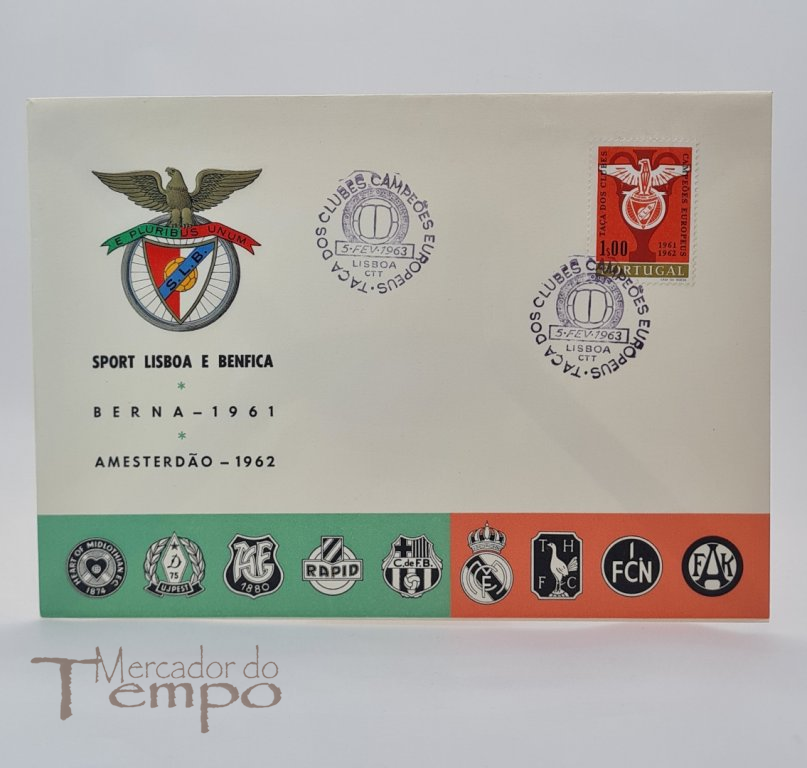 E PLURIBUS UNUM
S.L.B.
SPORT LISBOA E BENFICA
*
BERNA – 1961
*
AMESTERDÃO – 1962
TAÇA DOS CLUBES CAMPEÕES EUROPEUS
5·FEV·1963
LISBOA
CTT
TAÇA DOS CLUBES
CAMPEÕES EUROPEUS
1$00
1961
1962
PORTUGAL
TAÇA DOS CLUBES CAMPEÕES EUROPEUS
5·FEV·1963
LISBOA
CTT
HEART OF MIDLOTHIAN F.C.
1874
D
75
UJPEST
1880
RAPID
C.de F.B.
T H
F C
1
FCN
FAK
Mercador do
Tempo